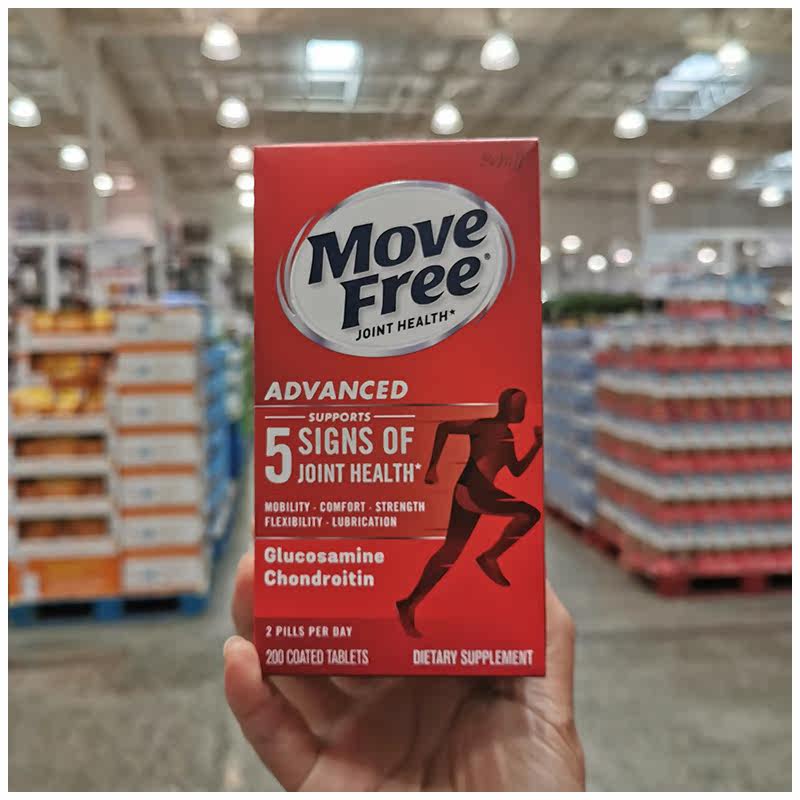 Schiff
Move
Free®
JOINT HEALTH*
ADVANCED
SUPPORTS
5 SIGNS OF
JOINT HEALTH*
MOBILITY · COMFORT · STRENGTH
FLEXIBILITY · LUBRICATION
Glucosamine
Chondroitin
2 PILLS PER DAY
200 COATED TABLETS DIETARY SUPPLEMENT